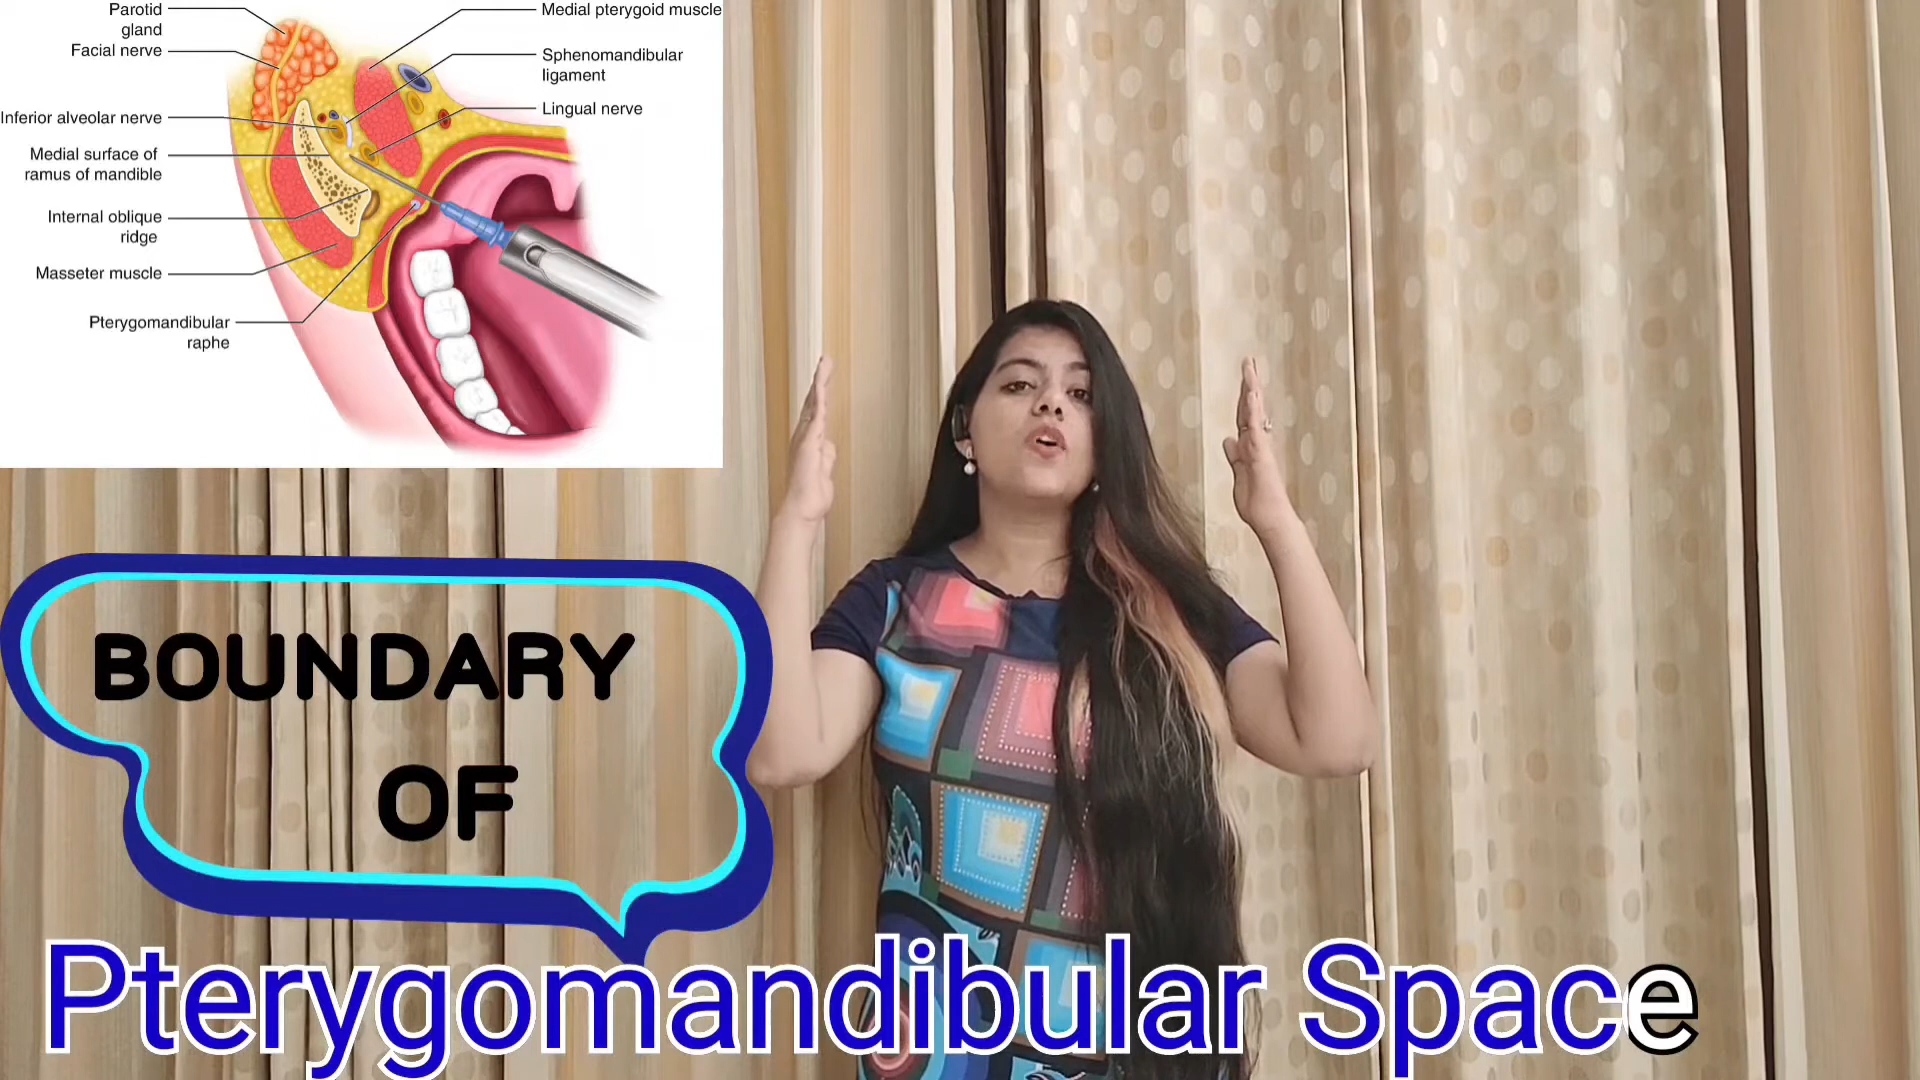 Parotid
gland
Facial nerve
Inferior alveolar nerve
Medial surface of
ramus of mandible
Internal oblique
ridge
Masseter muscle
Pterygomandibular
raphe
Medial pterygoid muscle
Sphenomandibular
ligament
Lingual nerve
BOUNDARY
OF
Pterygomandibular Space